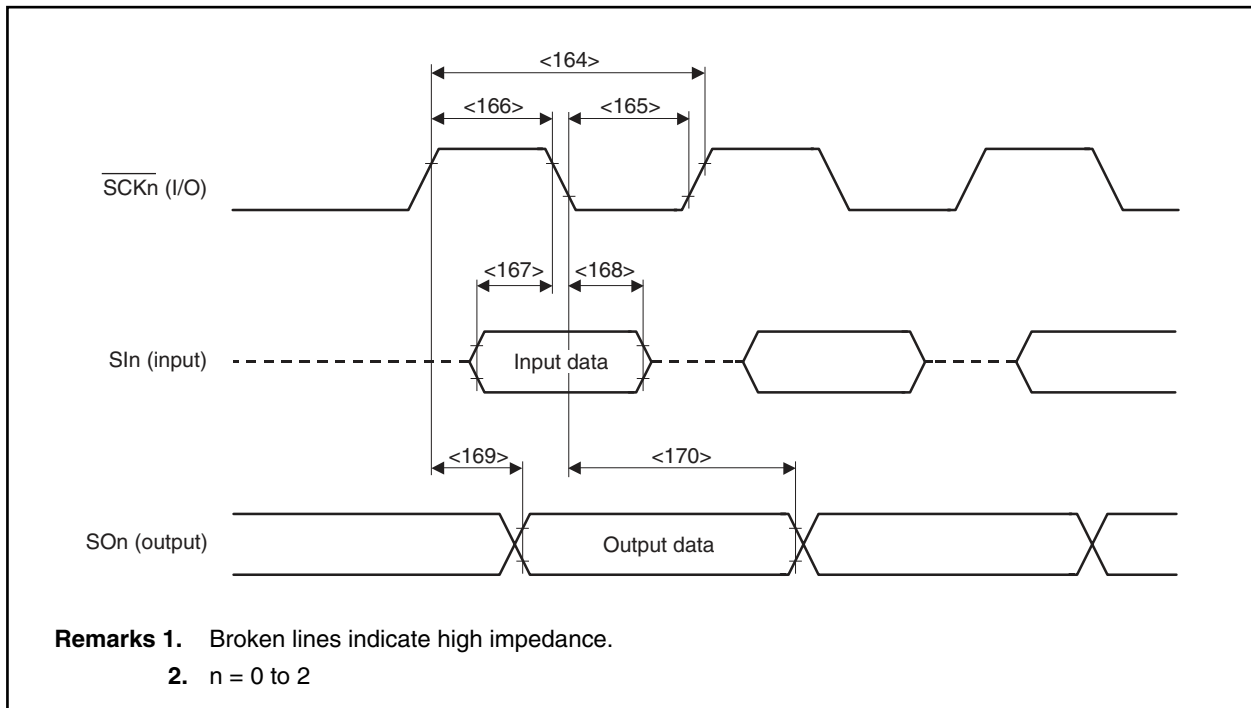 <164>
<166> <165>
SCKn (I/O)
<167> <168>
SIn (input)
Input data
<169> <170>
SOn (output)
Output data
Remarks 1. Broken lines indicate high impedance.
2. n = 0 to 2